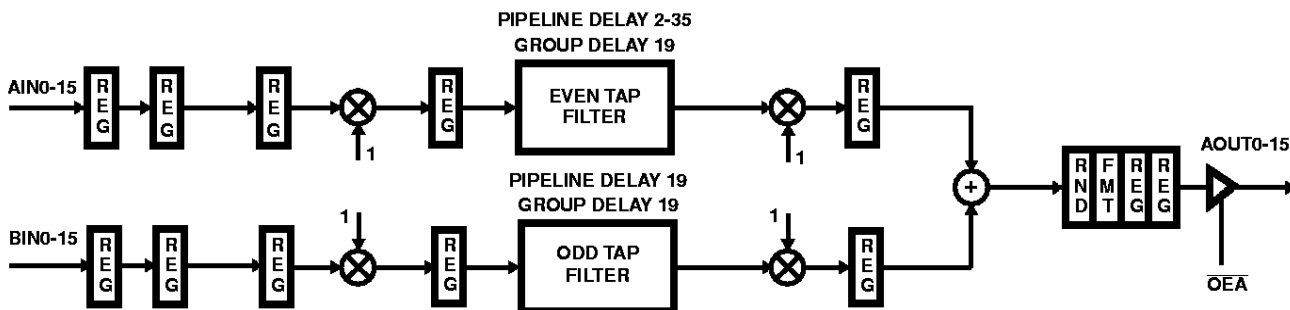 PIPELINE DELAY 2-35
GROUP DELAY 19
AIN0-15
REG
REG
REG
1
REG
EVEN TAP
FILTER
1
REG
PIPELINE DELAY 19
GROUP DELAY 19
BIN0-15
REG
REG
REG
1
REG
ODD TAP
FILTER
1
REG
+
RND
FMT
REG
REG
AOUT0-15
OEA